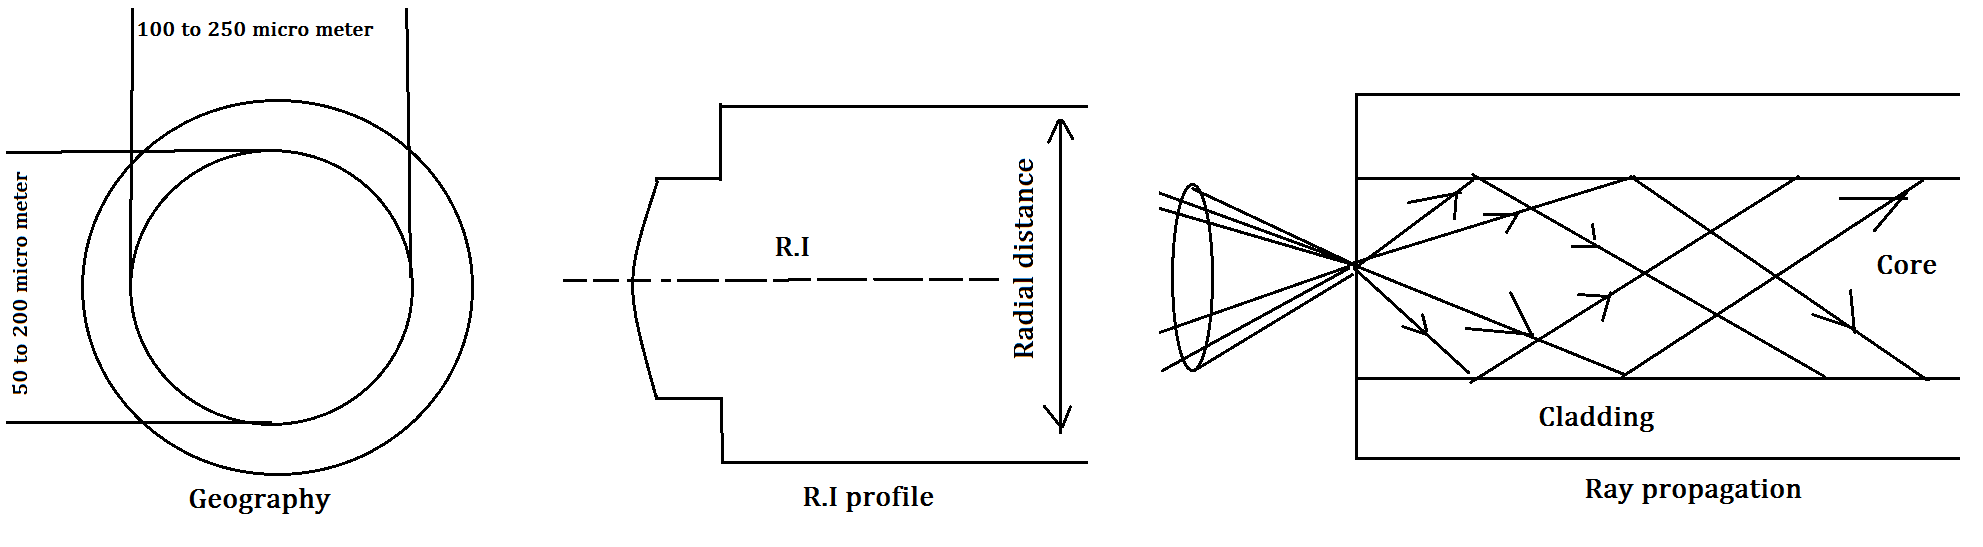 100 to 250 micro meter
50 to 200 micro meter
Geography
R.I
Radial distance
R.I profile
Core
Cladding
Ray propagation